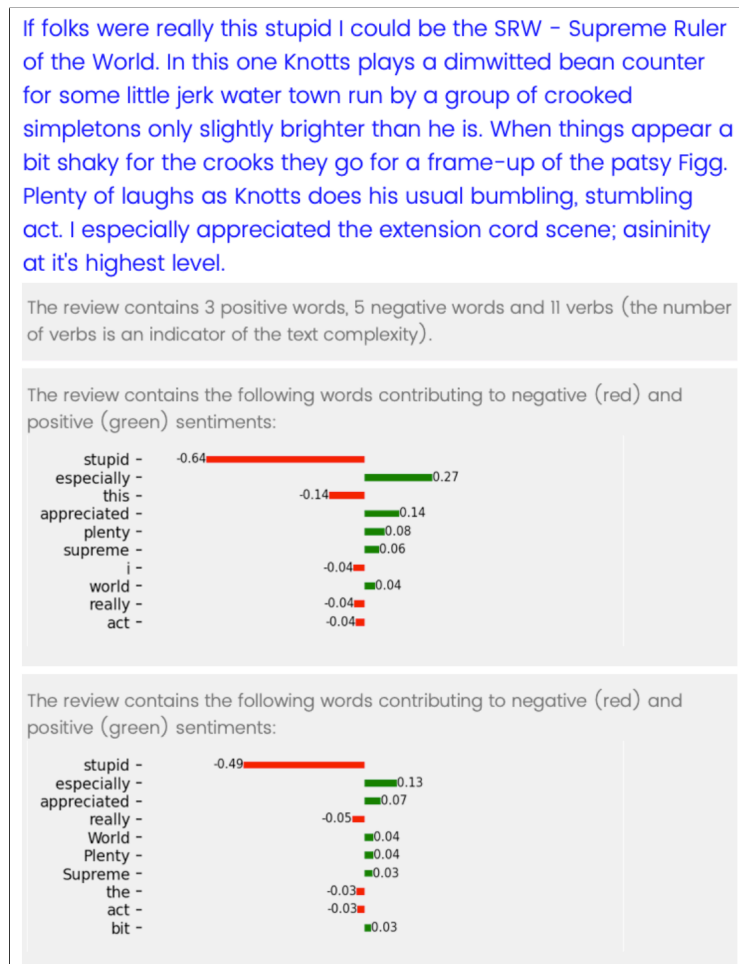 If folks were really this stupid I could be the SRW - Supreme Ruler
of the World. In this one Knotts plays a dimwitted bean counter
for some little jerk water town run by a group of crooked
simpletons only slightly brighter than he is. When things appear a
bit shaky for the crooks they go for a frame-up of the patsy Figg.
Plenty of laughs as Knotts does his usual bumbling, stumbling
act. I especially appreciated the extension cord scene; asininity
at it's highest level.
The review contains 3 positive words, 5 negative words and 11 verbs (the number
of verbs is an indicator of the text complexity).
The review contains the following words contributing to negative (red) and
positive (green) sentiments:
stupid - -0.64
especially - 0.27
this - -0.14
appreciated - 0.14
plenty - 0.08
supreme - 0.06
i - -0.04
world - 0.04
really - -0.04
act - -0.04
The review contains the following words contributing to negative (red) and
positive (green) sentiments:
stupid - -0.49
especially - 0.13
appreciated - 0.07
really - -0.05
World - 0.04
Plenty - 0.04
Supreme - 0.03
the - -0.03
act - -0.03
bit - 0.03